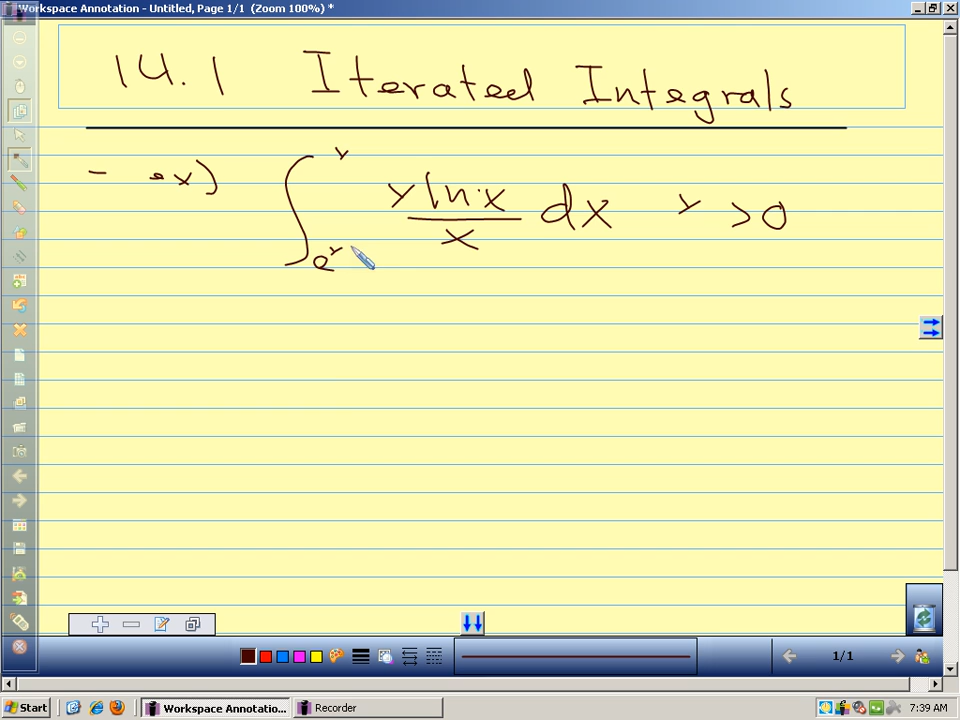 Workspace Annotation - Untitled, Page 1/1 (Zoom 100%) *
14.1 Iterated Integrals
- ex) ∫_{e^y}^{y} (y ln x)/x dx y > 0
1/1
Start
Workspace Annotatio...
Recorder
7:39 AM